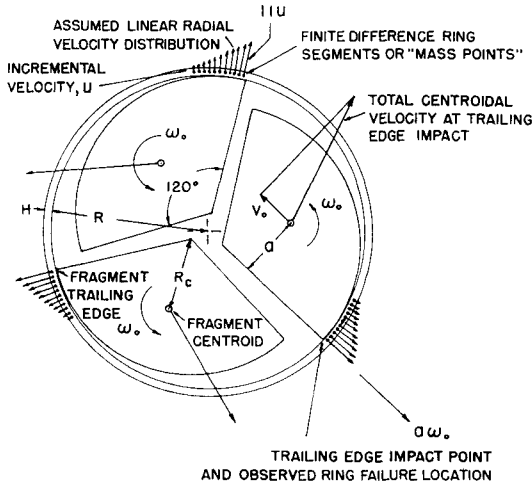 11U
ASSUMED LINEAR RADIAL
VELOCITY DISTRIBUTION
FINITE DIFFERENCE RING
SEGMENTS OR "MASS POINTS"
INCREMENTAL
VELOCITY, U
TOTAL CENTROIDAL
VELOCITY AT TRAILING
EDGE IMPACT
ω₀
120°
V₀
ω₀
H
R
a
FRAGMENT
TRAILING
EDGE
R_C
ω₀
FRAGMENT
CENTROID
aω₀
TRAILING EDGE IMPACT POINT
AND OBSERVED RING FAILURE LOCATION